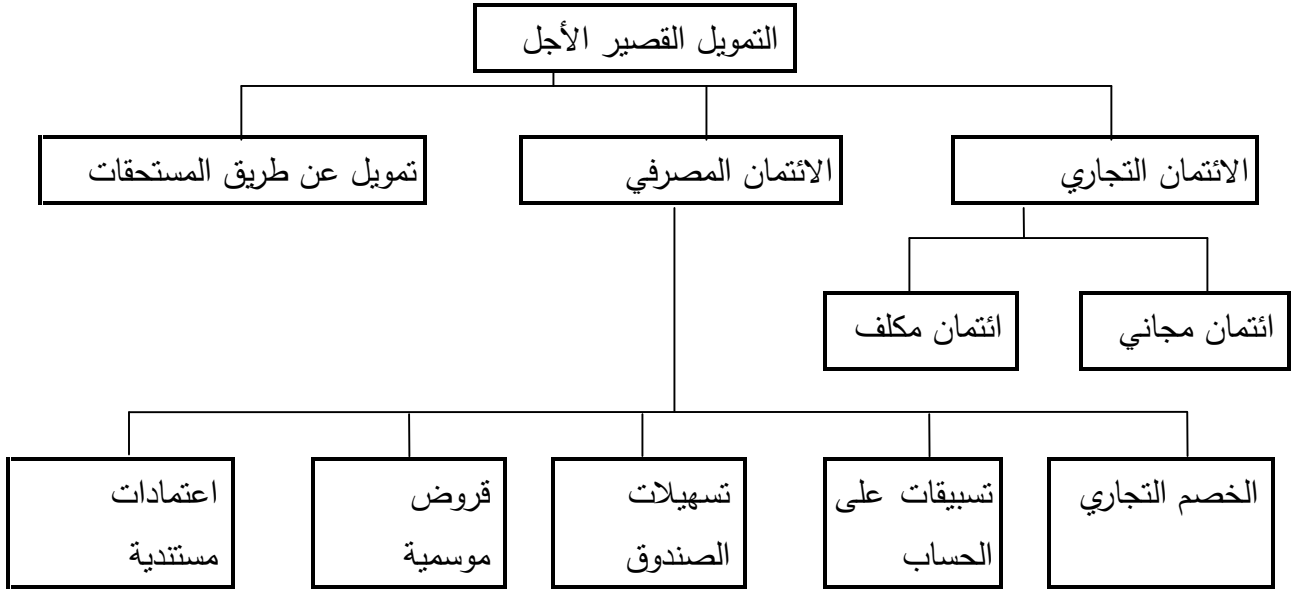 التمويل القصير الأجل
الائتمان التجاري
الائتمان المصرفي
تمويل عن طريق المستحقات
ائتمان مجاني
ائتمان مكلف
الخصم التجاري
تسبيقات على
الحساب
تسهيلات
الصندوق
قروض
موسمية
اعتمادات
مستندية